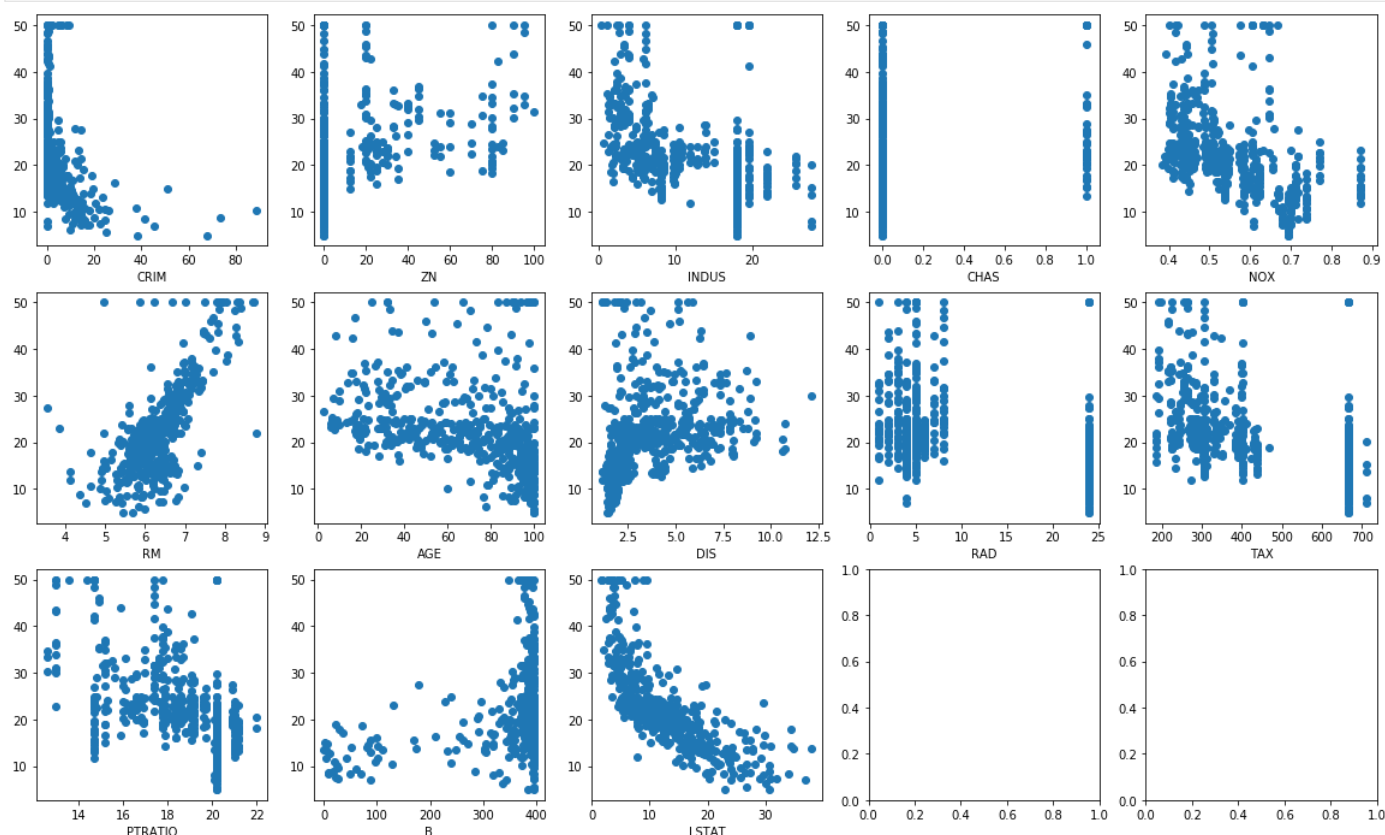 50 50 50 50 50
40 40 40 40 40
30 30 30 30 30
20 20 20 20 20
10 10 10 10 10
0 20 40 60 80 0 20 40 60 80 100 0 10 20 0.0 0.2 0.4 0.6 0.8 1.0 0.4 0.5 0.6 0.7 0.8 0.9
CRIM ZN INDUS CHAS NOX
50 50 50 50 50
40 40 40 40 40
30 30 30 30 30
20 20 20 20 20
10 10 10 10 10
4 5 6 7 8 9 0 20 40 60 80 100 2.5 5.0 7.5 10.0 12.5 0 5 10 15 20 25 200 300 400 500 600 700
RM AGE DIS RAD TAX
1.0 1.0
50 50 50
0.8 0.8
40 40 40
0.6 0.6
30 30 30
0.4 0.4
20 20 20
0.2 0.2
10 10 10
0.0 0.0
14 16 18 20 22 0 100 200 300 400 10 20 30 0.0 0.2 0.4 0.6 0.8 1.0 0.0 0.2 0.4 0.6 0.8 1.0
PTRATIO B LSTAT